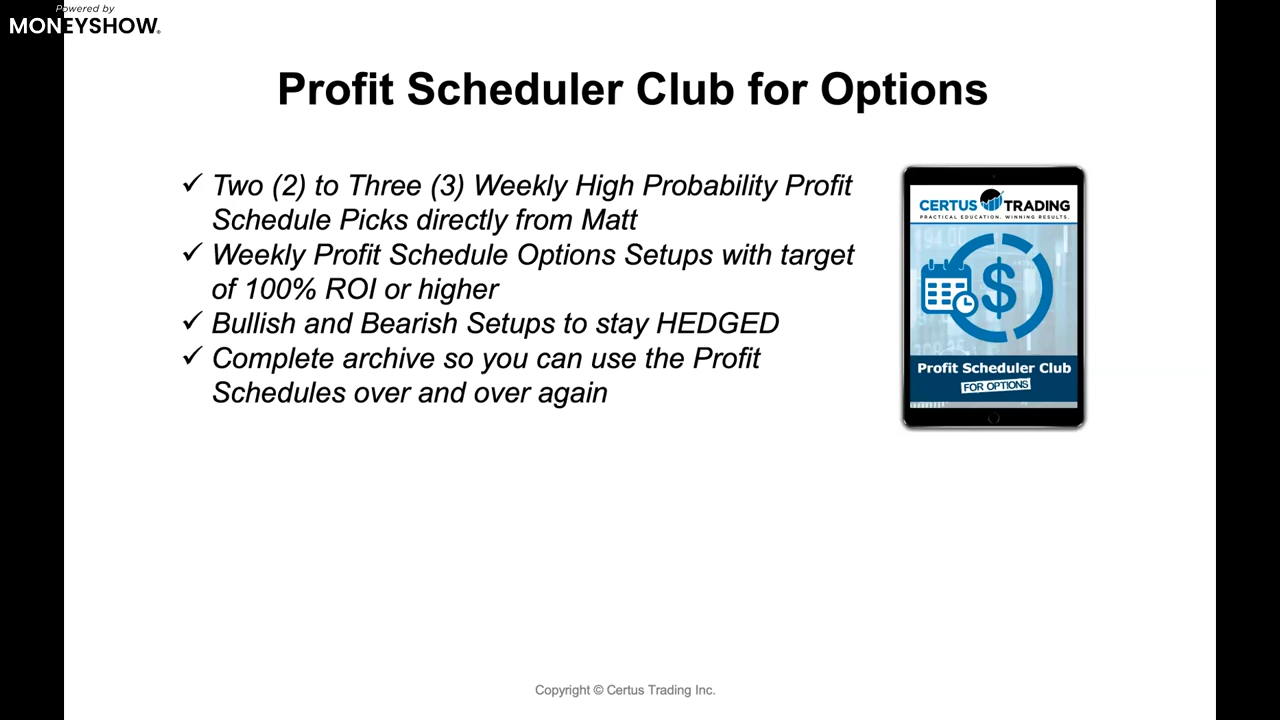 Powered by
MONEYSHOW®
Profit Scheduler Club for Options
✓ Two (2) to Three (3) Weekly High Probability Profit
Schedule Picks directly from Matt
✓ Weekly Profit Schedule Options Setups with target
of 100% ROI or higher
✓ Bullish and Bearish Setups to stay HEDGED
✓ Complete archive so you can use the Profit
Schedules over and over again
CERTUS TRADING
PRACTICAL EDUCATION. WINNING RESULTS.
$
Profit Scheduler Club
FOR OPTIONS
Copyright © Certus Trading Inc.